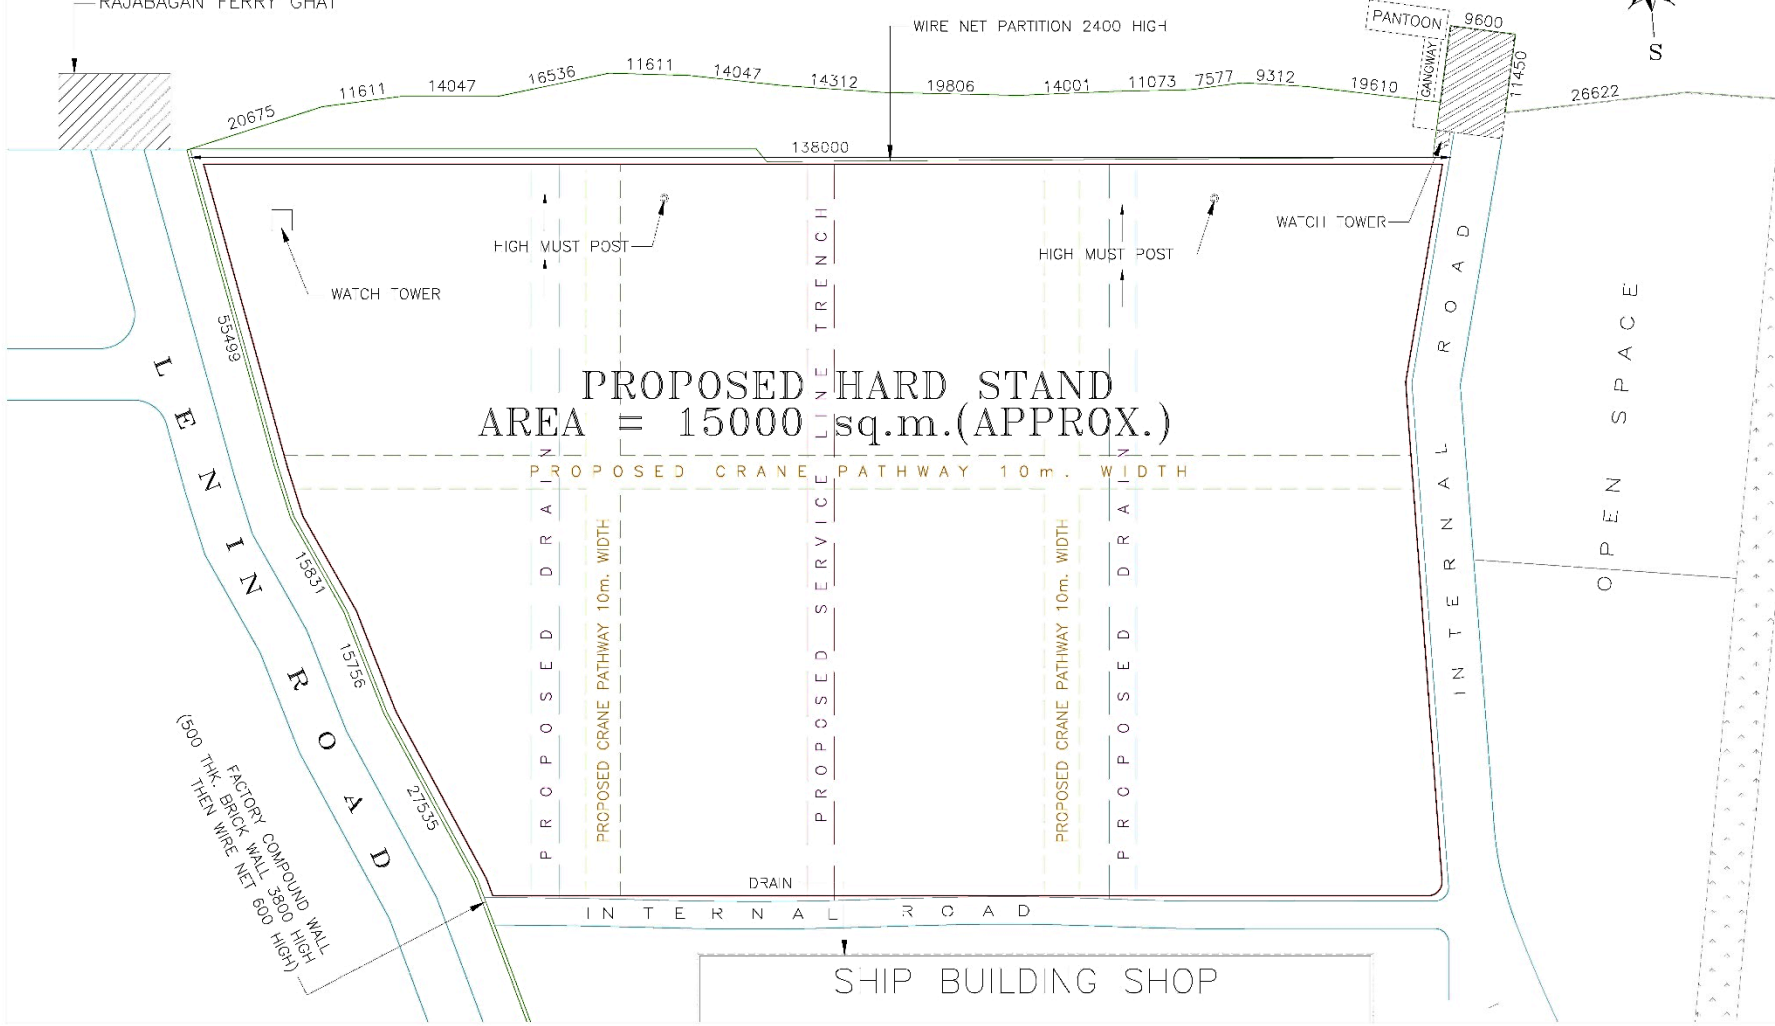 RAJABAGAN FERRY GHAT
WIRE NET PARTITION 2400 HIGH
PANTOON
9600
GANGWAY
11450
S
20675
11611
14047
16536
11611
14047
14312
19806
14001
11073
7577
9312
19610
26622
138000
WATCH TOWER
HIGH MUST POST
HIGH MUST POST
WATCH TOWER
55499
15831
15756
27535
LENIN ROAD
PROPOSED HARD STAND
AREA = 15000 sq.m.(APPROX.)
PROPOSED CRANE PATHWAY 10m. WIDTH
PROPOSED DRAIN
PROPOSED CRANE PATHWAY 10m. WIDTH
PROPOSED SERVICE LINE TRENCH
PROPOSED CRANE PATHWAY 10m. WIDTH
PROPOSED DRAIN
INTERNAL ROAD
OPEN SPACE
FACTORY COMPOUND WALL
(500 THK. BRICK WALL 3800 HIGH
THEN WIRE NET 600 HIGH)
DRAIN
INTERNAL ROAD
SHIP BUILDING SHOP